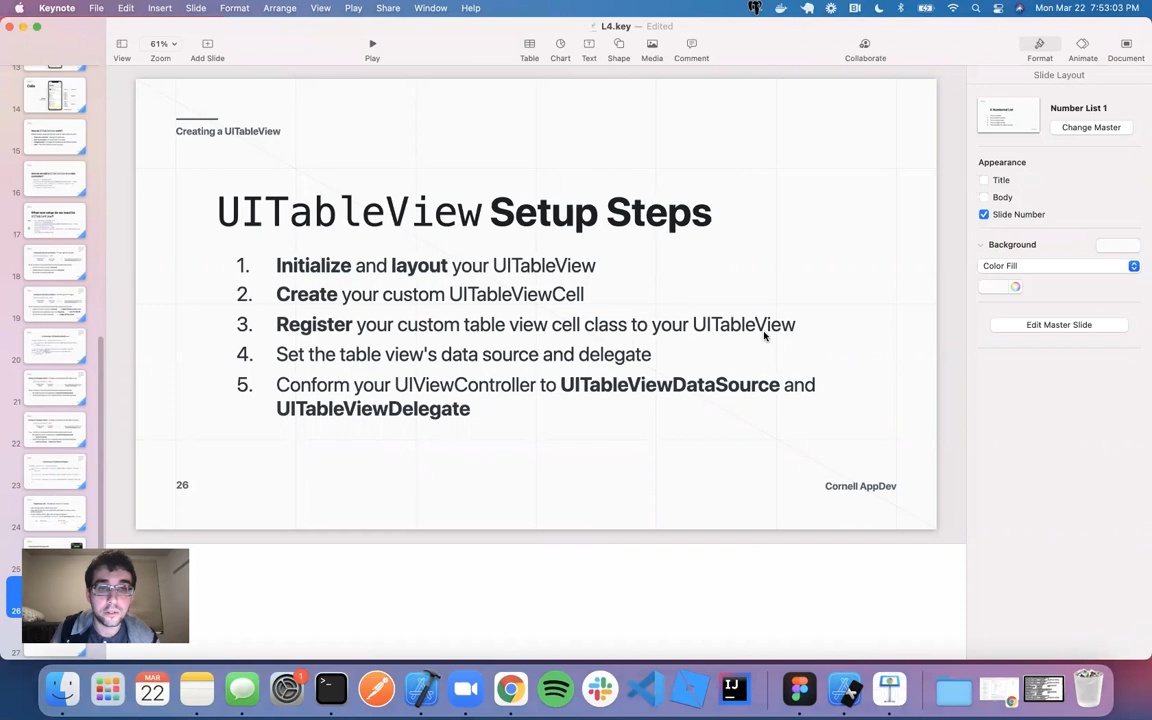 Keynote File Edit Insert Slide Format Arrange View Play Share Window Help Mon Mar 22 7:53:03 PM
L4.key — Edited
61%
View Zoom Add Slide Play Table Chart Text Shape Media Comment Collaborate Format Animate Document
Slide Layout
Number List 1
Change Master
Appearance
Title
Body
Slide Number
Background
Color Fill
Edit Master Slide
13
14
15
16
17
18
19
20
21
22
23
24
25
26
27
Creating a UITableView
UITableView Setup Steps
1. Initialize and layout your UITableView
2. Create your custom UITableViewCell
3. Register your custom table view cell class to your UITableView
4. Set the table view's data source and delegate
5. Conform your UIViewController to UITableViewDataSource and
UITableViewDelegate
26
Cornell AppDev
MAR
22
1
IJ